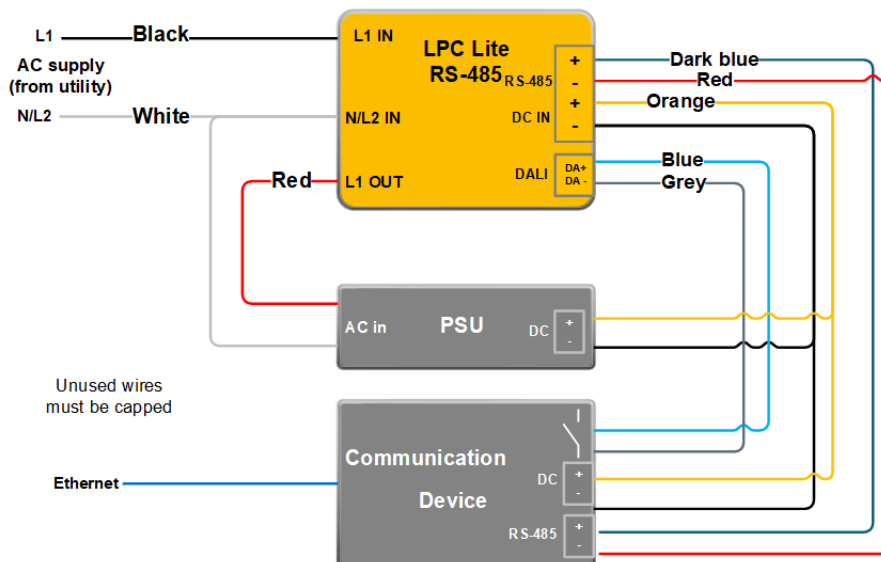 L1
Black
AC supply
(from utility)
N/L2
White
L1 IN
LPC Lite
RS-485
RS-485
+
-
N/L2 IN
DC IN
+
-
L1 OUT
DALI
DA+
DA -
Red
Dark blue
Red
Orange
Blue
Grey
AC in
PSU
DC
+
-
Unused wires
must be capped
Communication
Device
DC
+
-
RS-485
+
-
Ethernet